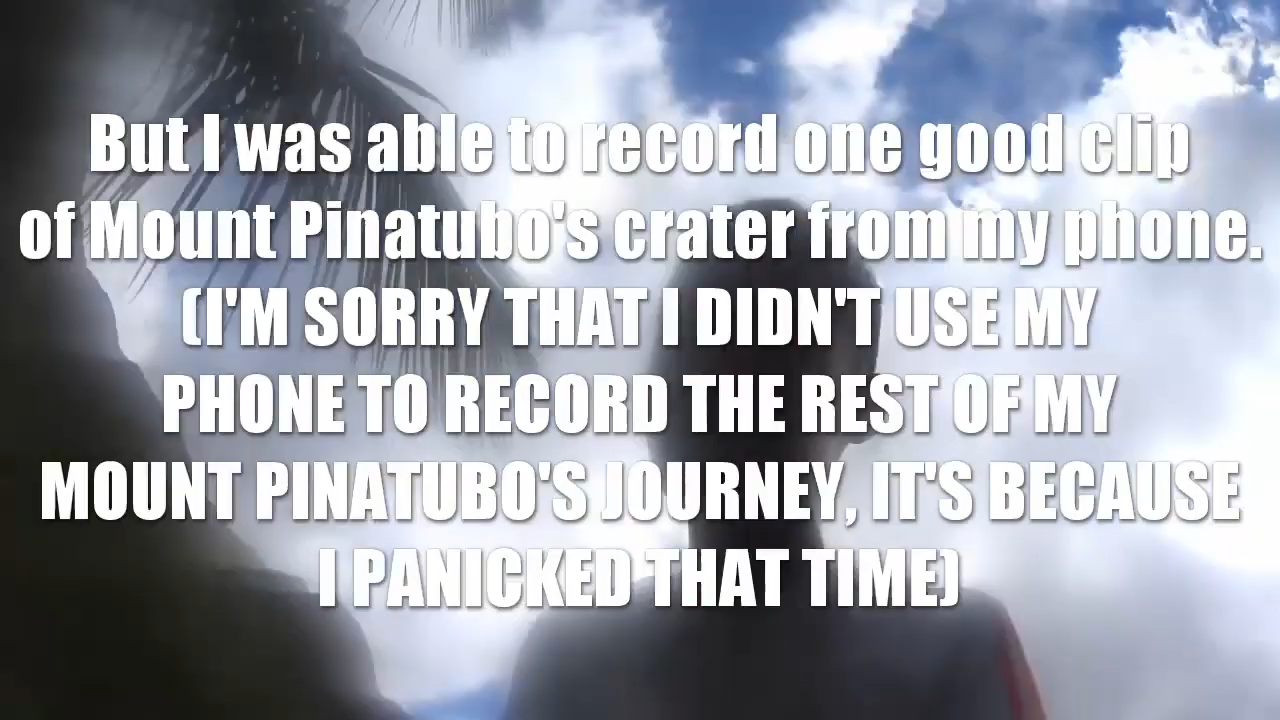 But I was able to record one good clip
of Mount Pinatubo's crater from my phone.
(I'M SORRY THAT I DIDN'T USE MY
PHONE TO RECORD THE REST OF MY
MOUNT PINATUBO'S JOURNEY, IT'S BECAUSE
I PANICKED THAT TIME)